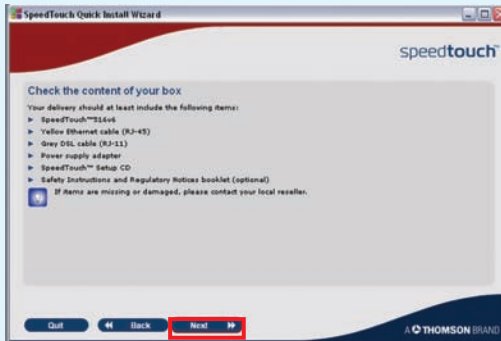 SpeedTouch Quick Install Wizard
speedtouch™
Check the content of your box
Your delivery should at least include the following items:
SpeedTouch™516v6
Yellow Ethernet cable (RJ-45)
Grey DSL cable (RJ-11)
Power supply adapter
SpeedTouch™ Setup CD
Safety Instructions and Regulatory Notices booklet (optional)
If items are missing or damaged, please contact your local reseller.
Quit Back Next
A THOMSON BRAND